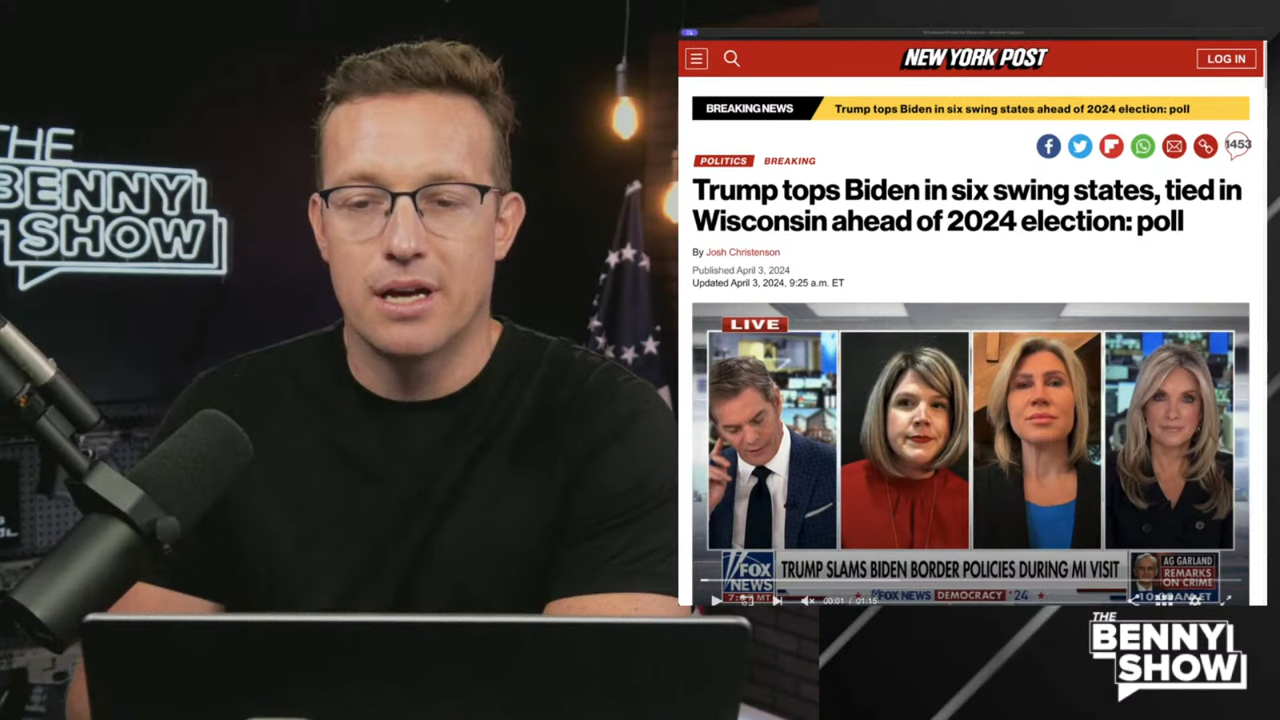 THE
BENNY
SHOW
NEW YORK POST
LOG IN
BREAKING NEWS
Trump tops Biden in six swing states ahead of 2024 election: poll
1453
POLITICS BREAKING
Trump tops Biden in six swing states, tied in
Wisconsin ahead of 2024 election: poll
By Josh Christenson
Published April 3, 2024
Updated April 3, 2024, 9:25 a.m. ET
LIVE
FOX
NEWS
TRUMP SLAMS BIDEN BORDER POLICIES DURING MI VISIT
AG GARLAND
REMARKS
ON CRIME
FOX NEWS DEMOCRACY '24
00:01 / 01:15
THE
BENNY
SHOW